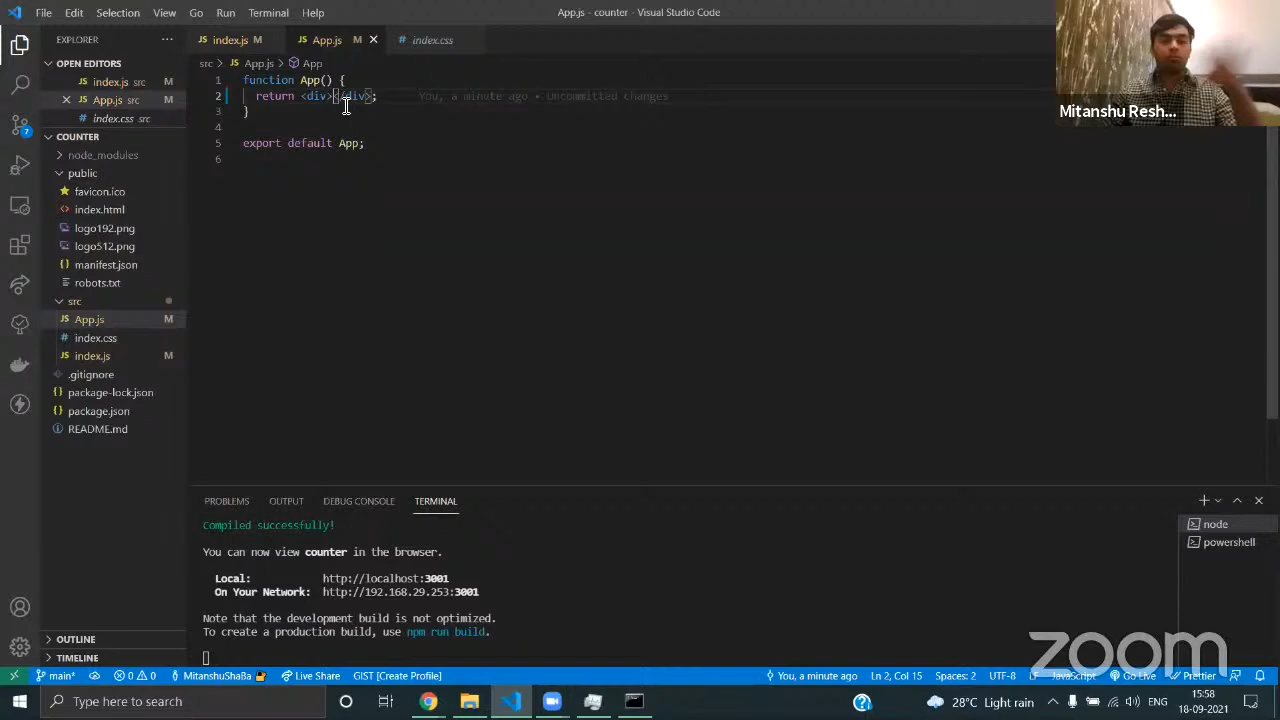 File Edit Selection View Go Run Terminal Help
App.js - counter - Visual Studio Code
EXPLORER
index.js M
App.js M
index.css
OPEN EDITORS
index.js src
App.js src
index.css src
COUNTER
node_modules
public
favicon.ico
index.html
logo192.png
logo512.png
manifest.json
robots.txt
src
App.js M
index.css
index.js M
.gitignore
package-lock.json
package.json
README.md
OUTLINE
TIMELINE
7
src > App.js > App
1 function App() {
2 return <div></div>; You, a minute ago • Uncommitted changes
3 }
4
5 export default App;
6
Mitanshu Resh...
PROBLEMS OUTPUT DEBUG CONSOLE TERMINAL
Compiled successfully!
You can now view counter in the browser.
Local: http://localhost:3001
On Your Network: http://192.168.29.253:3001
Note that the development build is not optimized.
To create a production build, use npm run build.
node
powershell
zoom
main* 0 0 MitanshuShaBa Live Share GIST [Create Profile]
You, a minute ago Ln 2, Col 15 Spaces: 2 UTF-8 LF JavaScript Go Live Prettier
Type here to search
28°C Light rain ENG 15:58
18-09-2021